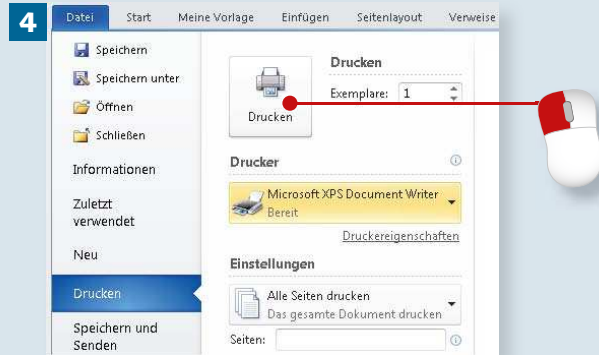 4
Datei Start Meine Vorlage Einfügen Seitenlayout Verweise
Speichern
Speichern unter
Öffnen
Schließen
Informationen
Zuletzt
verwendet
Neu
Drucken
Speichern und
Senden
Drucken
Drucken
Exemplare: 1
Drucker
Microsoft XPS Document Writer
Bereit
Druckereigenschaften
Einstellungen
Alle Seiten drucken
Das gesamte Dokument drucken
Seiten: